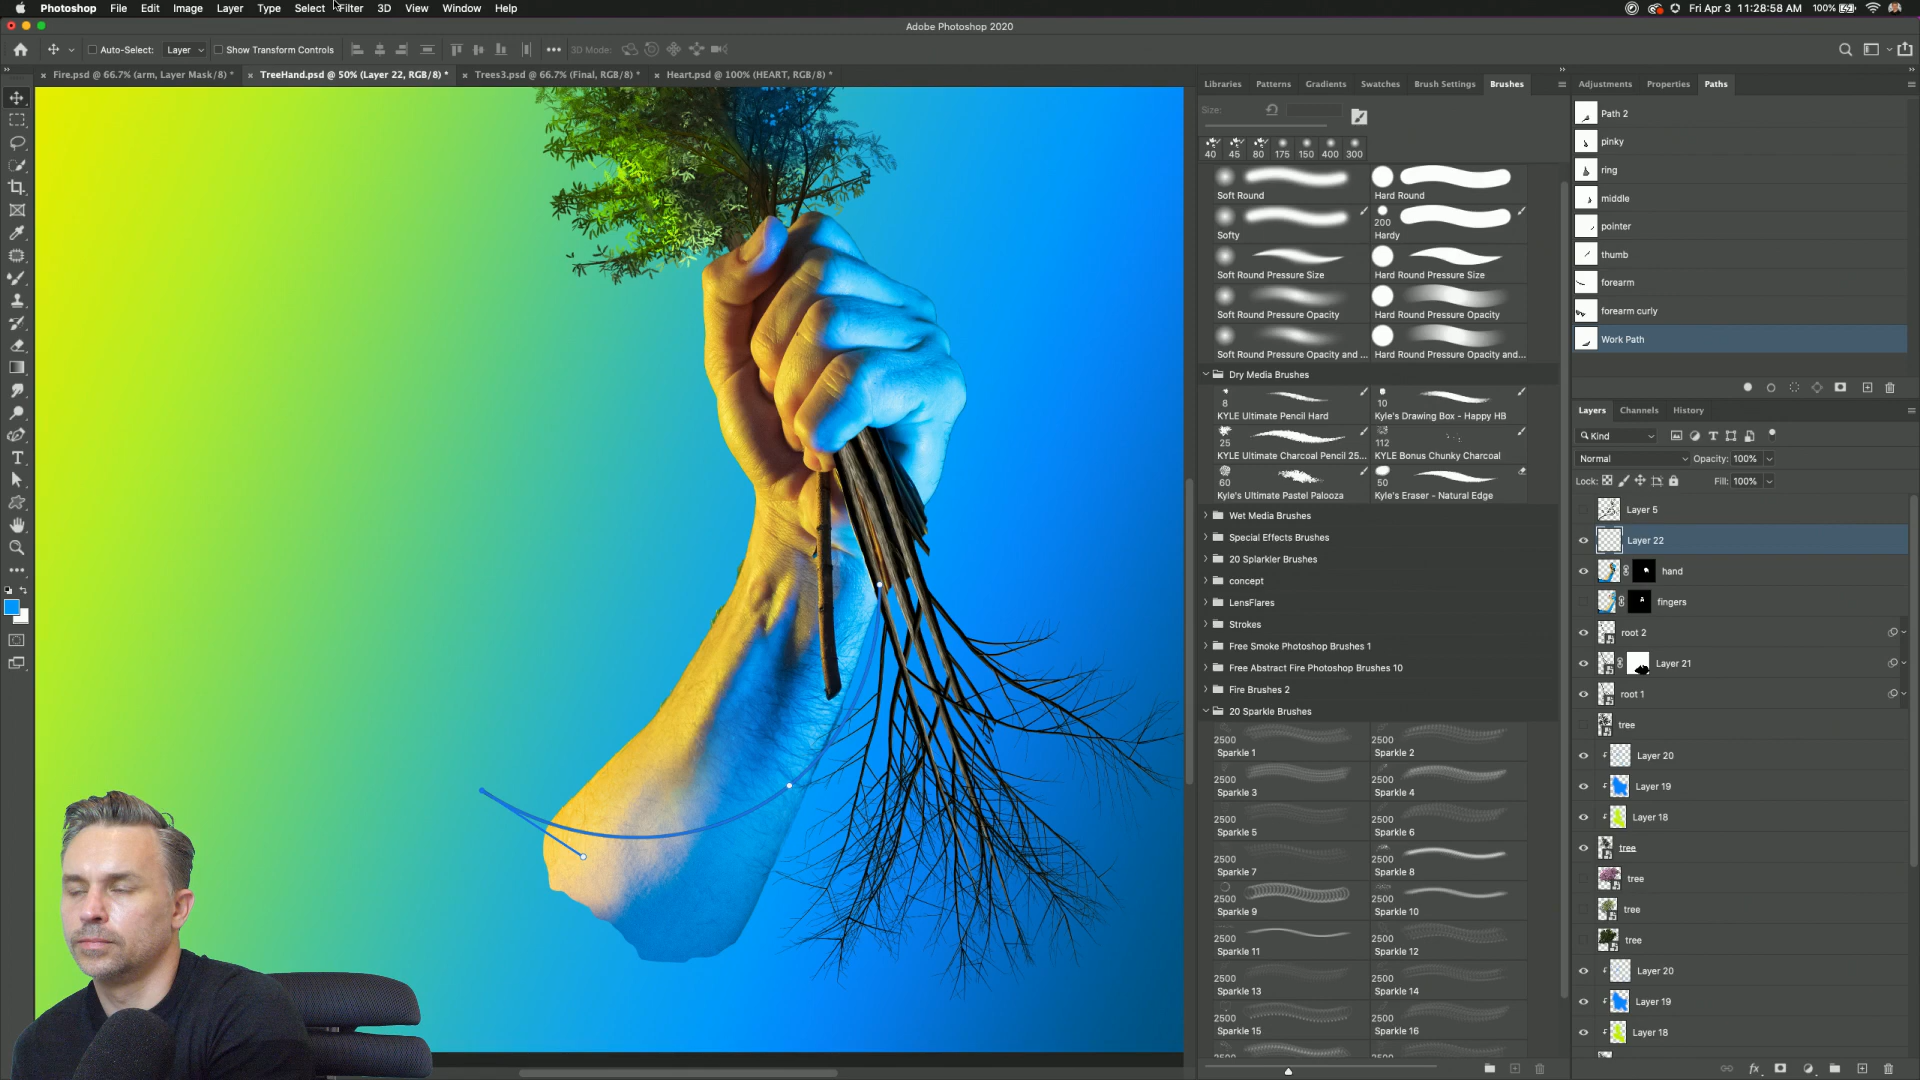 Photoshop File Edit Image Layer Type Select Filter 3D View Window Help 100% Fri Apr 3 11:28:58 AM
Adobe Photoshop 2020
Auto-Select: Layer Show Transform Controls 3D Mode:
Fire.psd @ 66.7% (arm, Layer Mask/8) * TreeHand.psd @ 50% (Layer 22, RGB/8) * Trees3.psd @ 66.7% (Final, RGB/8) * Heart.psd @ 100% (HEART, RGB/8) *
Libraries Patterns Gradients Swatches Brush Settings Brushes
Size:
40 45 80 175 150 400 300
Soft Round Hard Round
200
Softy Hardy
Soft Round Pressure Size Hard Round Pressure Size
Soft Round Pressure Opacity Hard Round Pressure Opacity
Soft Round Pressure Opacity and ... Hard Round Pressure Opacity and...
Dry Media Brushes
8 10
KYLE Ultimate Pencil Hard Kyle's Drawing Box - Happy HB
25 112
KYLE Ultimate Charcoal Pencil 25... KYLE Bonus Chunky Charcoal
60 50
Kyle's Ultimate Pastel Palooza Kyle's Eraser - Natural Edge
Wet Media Brushes
Special Effects Brushes
20 Splarkler Brushes
concept
LensFlares
Strokes
Free Smoke Photoshop Brushes 1
Free Abstract Fire Photoshop Brushes 10
Fire Brushes 2
20 Sparkle Brushes
2500 2500
Sparkle 1 Sparkle 2
2500 2500
Sparkle 3 Sparkle 4
2500 2500
Sparkle 5 Sparkle 6
2500 2500
Sparkle 7 Sparkle 8
2500 2500
Sparkle 9 Sparkle 10
2500 2500
Sparkle 11 Sparkle 12
2500 2500
Sparkle 13 Sparkle 14
2500 2500
Sparkle 15 Sparkle 16
Adjustments Properties Paths
Path 2
pinky
ring
middle
pointer
thumb
forearm
forearm curly
Work Path
Layers Channels History
Kind
Normal Opacity: 100%
Lock: Fill: 100%
Layer 5
Layer 22
hand
fingers
root 2
Layer 21
root 1
tree
Layer 20
Layer 19
Layer 18
tree
tree
tree
tree
Layer 20
Layer 19
Layer 18